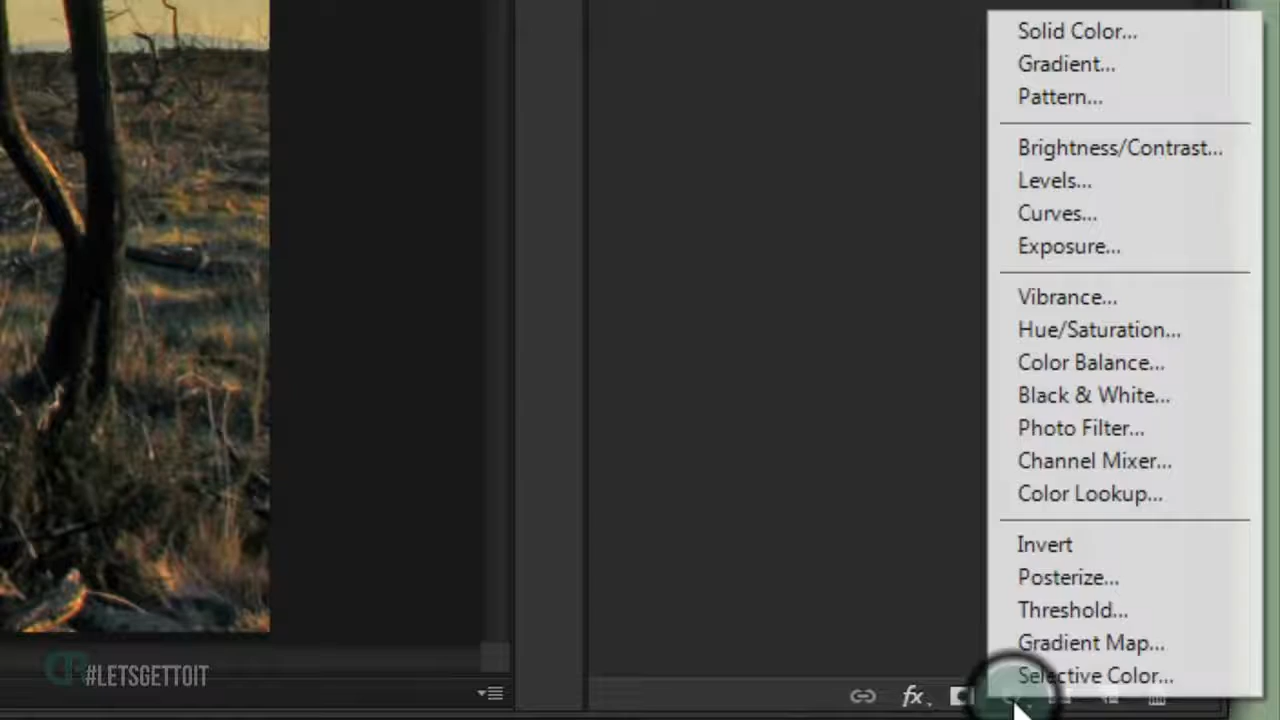 Solid Color...
Gradient...
Pattern...
Brightness/Contrast...
Levels...
Curves...
Exposure...
Vibrance...
Hue/Saturation...
Color Balance...
Black & White...
Photo Filter...
Channel Mixer...
Color Lookup...
Invert
Posterize...
Threshold...
Gradient Map...
Selective Color...
#LETSGETTOIT
fx